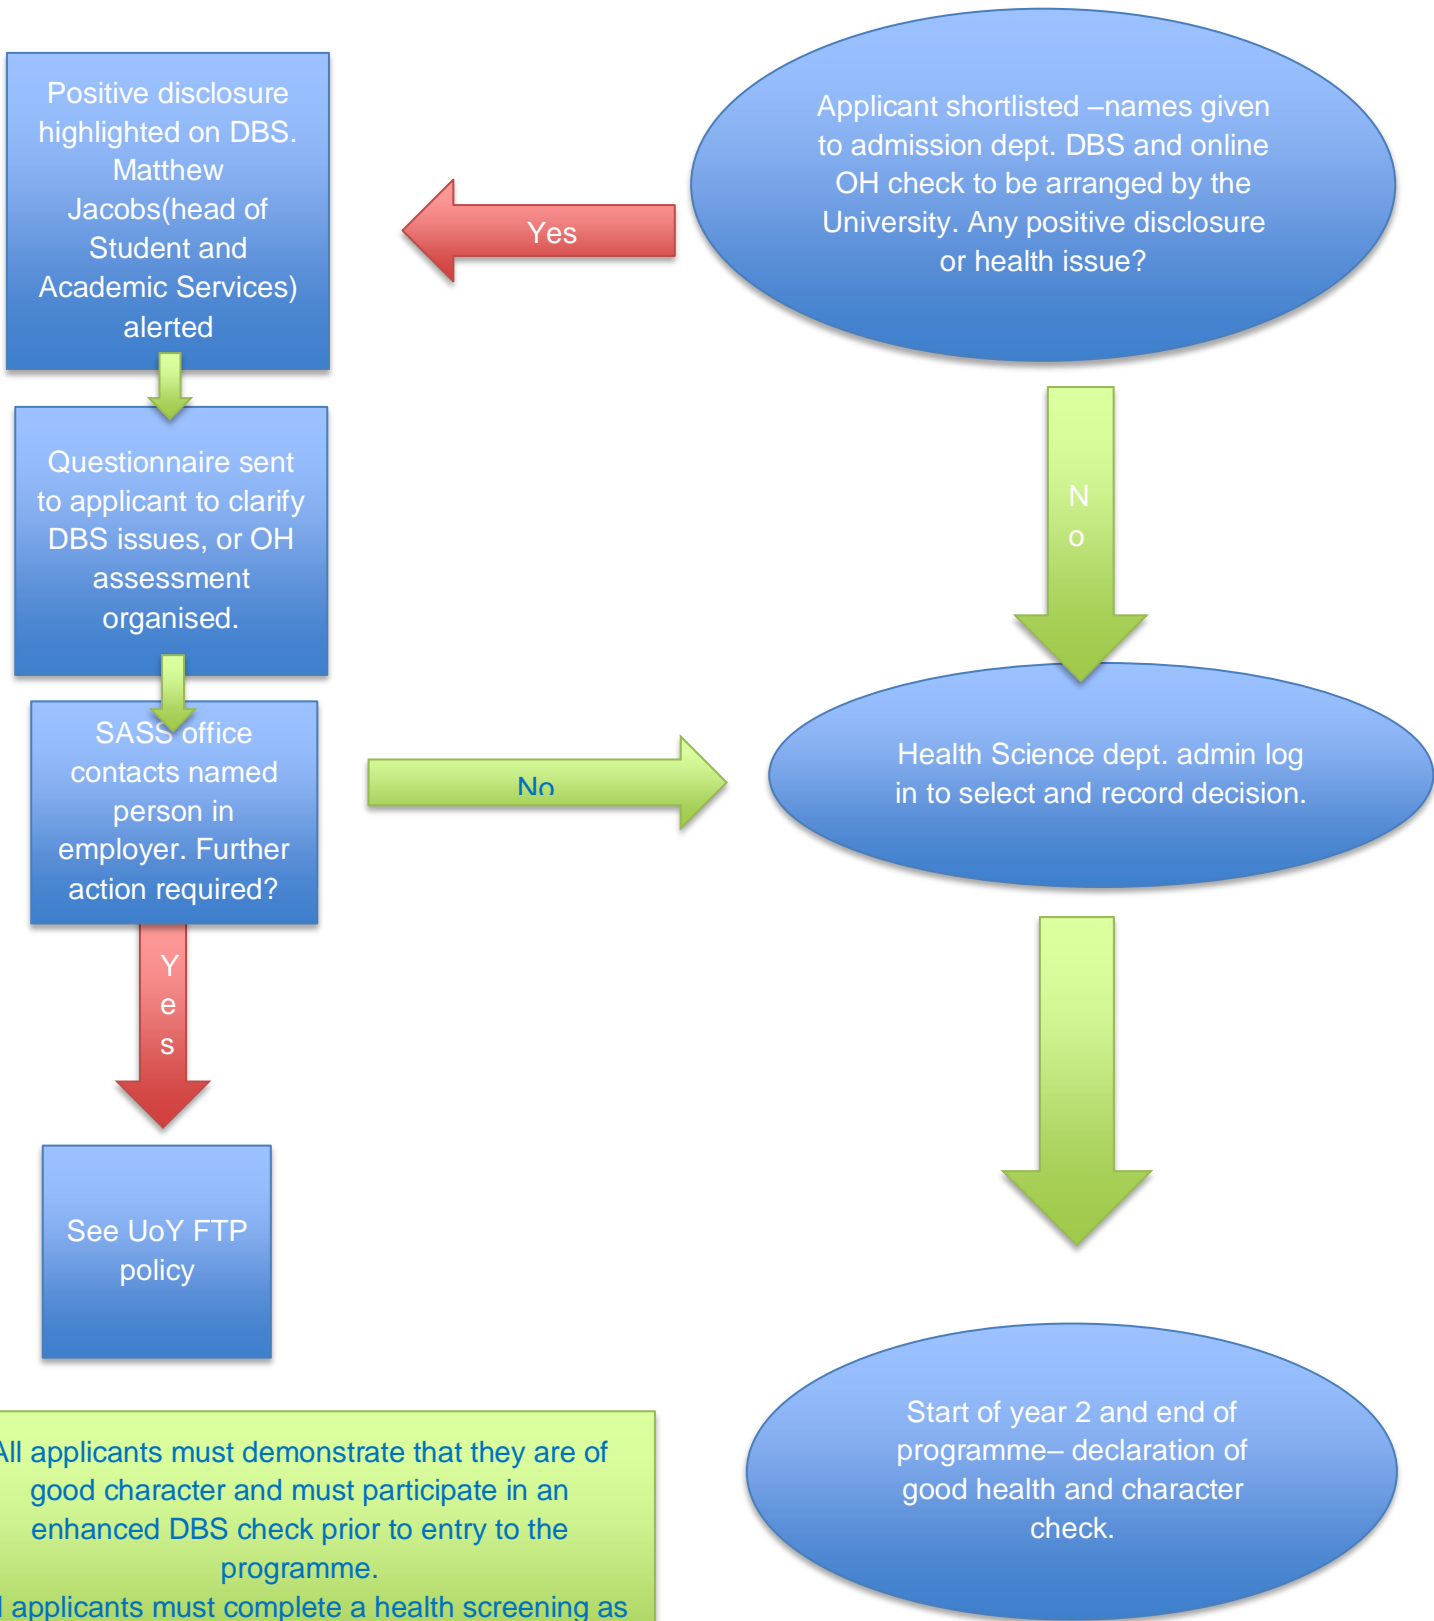 Positive disclosure
highlighted on DBS.
Matthew
Jacobs(head of
Student and
Academic Services)
alerted
Yes
Applicant shortlisted –names given
to admission dept. DBS and online
OH check to be arranged by the
University. Any positive disclosure
or health issue?
Questionnaire sent
to applicant to clarify
DBS issues, or OH
assessment
organised.
N
o
SASS office
contacts named
person in
employer. Further
action required?
No
Health Science dept. admin log
in to select and record decision.
Y
e
s
See UoY FTP
policy
Start of year 2 and end of
programme– declaration of
good health and character
check.
All applicants must demonstrate that they are of
good character and must participate in an
enhanced DBS check prior to entry to the
programme.
applicants must complete a health screening as